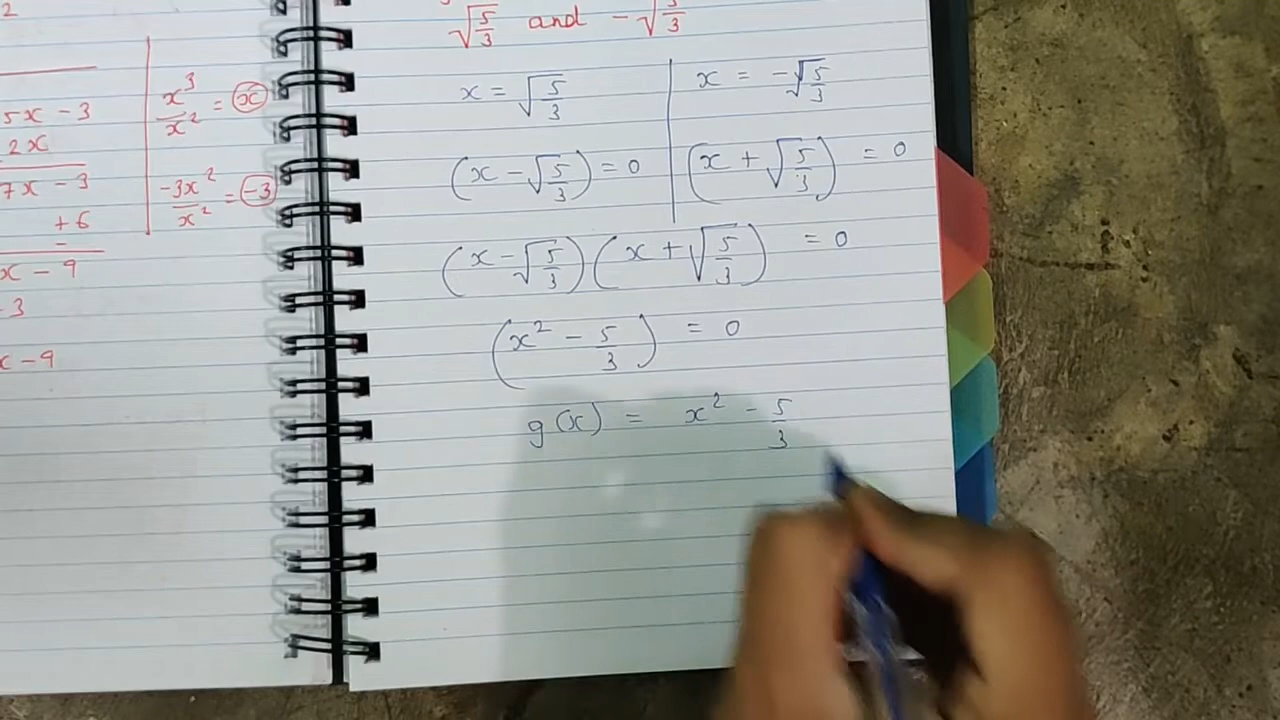 2
5x - 3
2x
7x - 3
+6
-
x - 9
3
x - 9
x³/x² = x
-3x²/x² = -3
√5/3 and -√5/3
x = √5/3
x = -√5/3
(x - √5/3) = 0
(x + √5/3) = 0
(x - √5/3)(x + √5/3) = 0
(x² - 5/3) = 0
g(x) = x² - 5/3